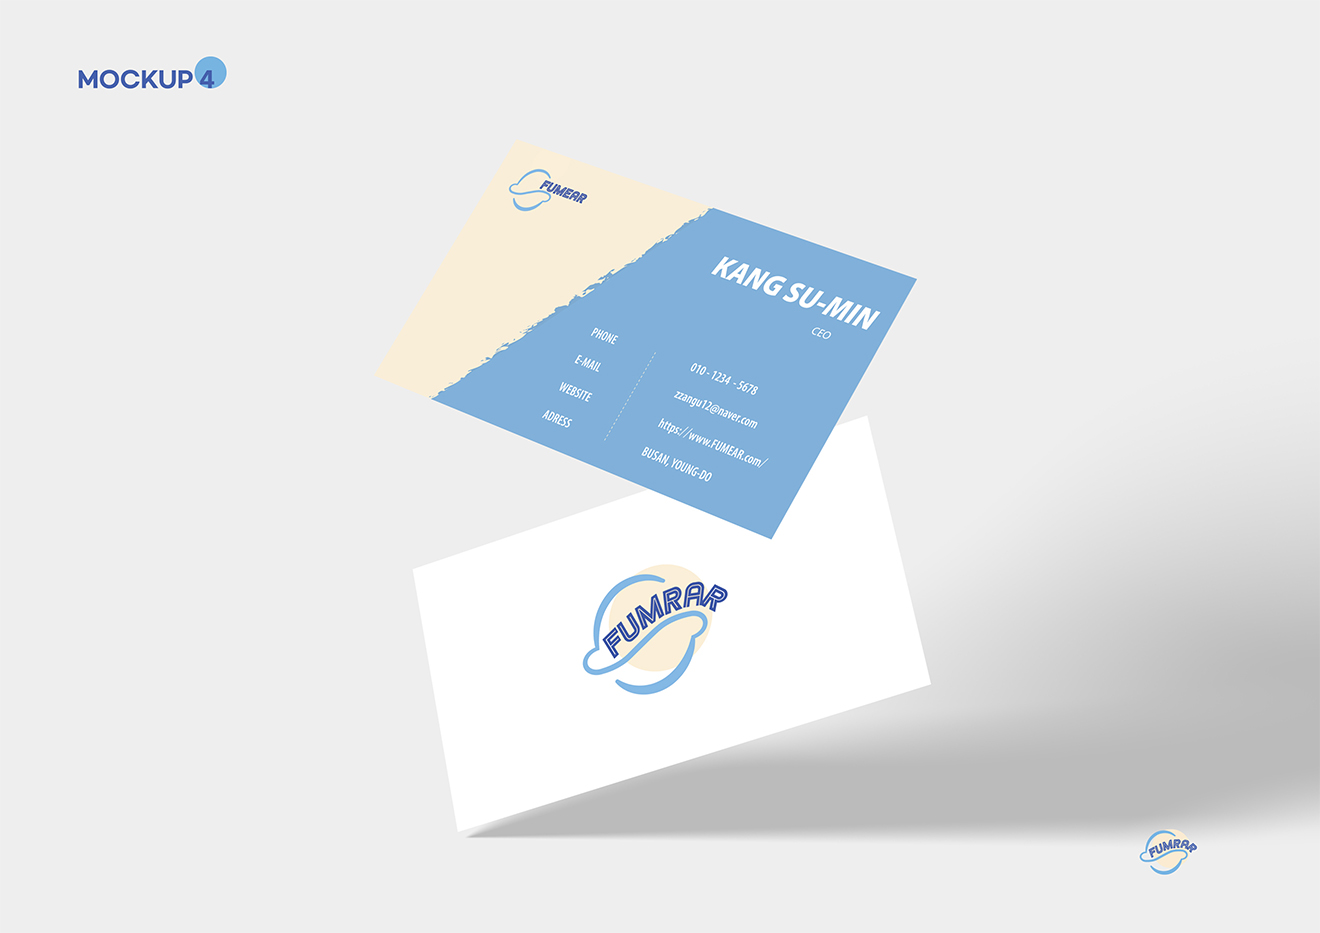 MOCKUP 4
FUMEAR
KANG SU-MIN
CEO
PHONE
010 - 1234 - 5678
E-MAIL
zzangu12@naver.com
WEBSITE
https://www.FUMEAR.com/
ADRESS
BUSAN, YOUNG-DO
FUMRAR
FUMRAR